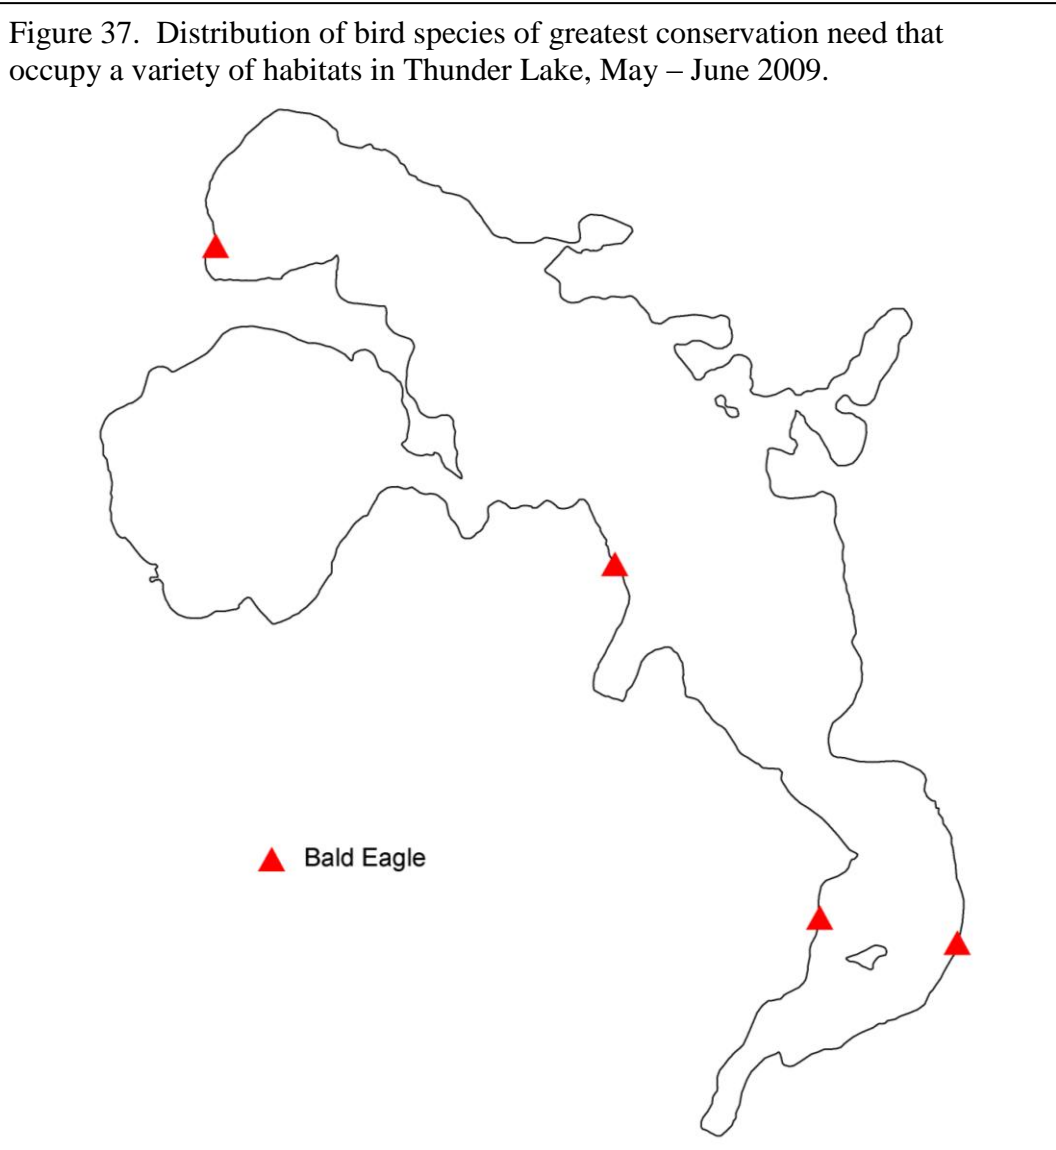 Figure 37.  Distribution of bird species of greatest conservation need that
occupy a variety of habitats in Thunder Lake, May – June 2009.
Bald Eagle